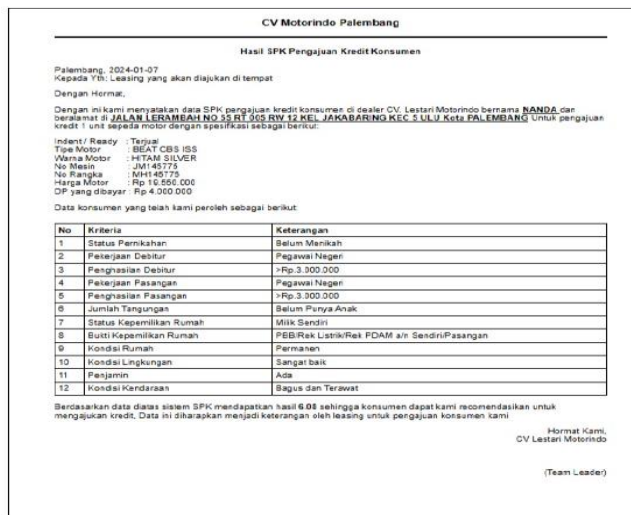 CV Motorindo Palembang
Hasil SPK Pengajuan Kredit Konsumen
Palembang, 2024-01-07
Kepada Yth: Leasing yang akan diajukan di tempat
Dengan Hormat,
Dengan ini kami menyatakan data SPK pengajuan kredit konsumen di dealer CV. Lestari Motorindo bernama NANDA dan
beralamat di JALAN LERAMBAH NO 55 RT 005 RW 12 KEL JAKABARING KEC 5 ULU Kota PALEMBANG Untuk pengajuan
kredit 1 unit sepeda motor dengan spesifikasi sebagai berikut:
Indent / Ready : Terjual
Tipe Motor : BEAT CBS ISS
Warna Motor : HITAM SILVER
No Mesin : JM145775
No Rangka : MH145775
Harga Motor : Rp 19.550.000
DP yang dibayar : Rp 4.000.000
Data konsumen yang telah kami peroleh sebagai berikut:
No Kriteria Keterangan
1 Status Pernikahan Belum Menikah
2 Pekerjaan Debitur Pegawai Negeri
3 Penghasilan Debitur >Rp.3.000.000
4 Pekerjaan Pasangan Pegawai Negeri
5 Penghasilan Pasangan >Rp.3.000.000
6 Jumlah Tangungan Belum Punya Anak
7 Status Kepemilikan Rumah Milik Sendiri
8 Bukti Kepemilikan Rumah PBB/Rek Listrik/Rek PDAM a/n Sendiri/Pasangan
9 Kondisi Rumah Permanen
10 Kondisi Lingkungan Sangat baik
11 Penjamin Ada
12 Kondisi Kendaraan Bagus dan Terawat
Berdasarkan data diatas sistem SPK mendapatkan hasil 6.08 sehingga konsumen dapat kami recomendasikan untuk
mengajukan kredit, Data ini diharapkan menjadi keterangan oleh leasing untuk pengajuan konsumen kami
Hormat Kami,
CV Lestari Motorindo
(Team Leader)